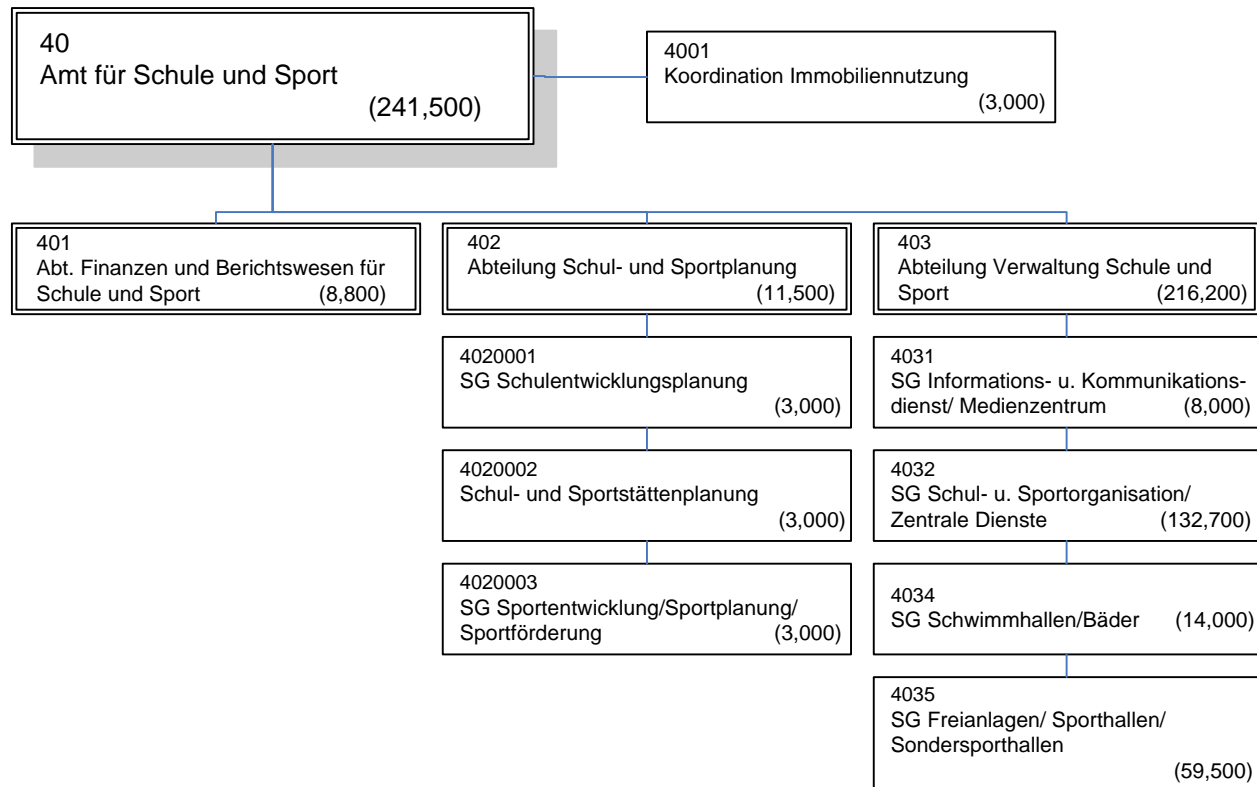 40
Amt für Schule und Sport
(241,500)
4001
Koordination Immobiliennutzung
(3,000)
401
Abt. Finanzen und Berichtswesen für
Schule und Sport (8,800)
402
Abteilung Schul- und Sportplanung
(11,500)
403
Abteilung Verwaltung Schule und
Sport (216,200)
4020001
SG Schulentwicklungsplanung
(3,000)
4020002
Schul- und Sportstättenplanung
(3,000)
4020003
SG Sportentwicklung/Sportplanung/
Sportförderung (3,000)
4031
SG Informations- u. Kommunikations-
dienst/ Medienzentrum (8,000)
4032
SG Schul- u. Sportorganisation/
Zentrale Dienste (132,700)
4034
SG Schwimmhallen/Bäder (14,000)
4035
SG Freianlagen/ Sporthallen/
Sondersporthallen
(59,500)